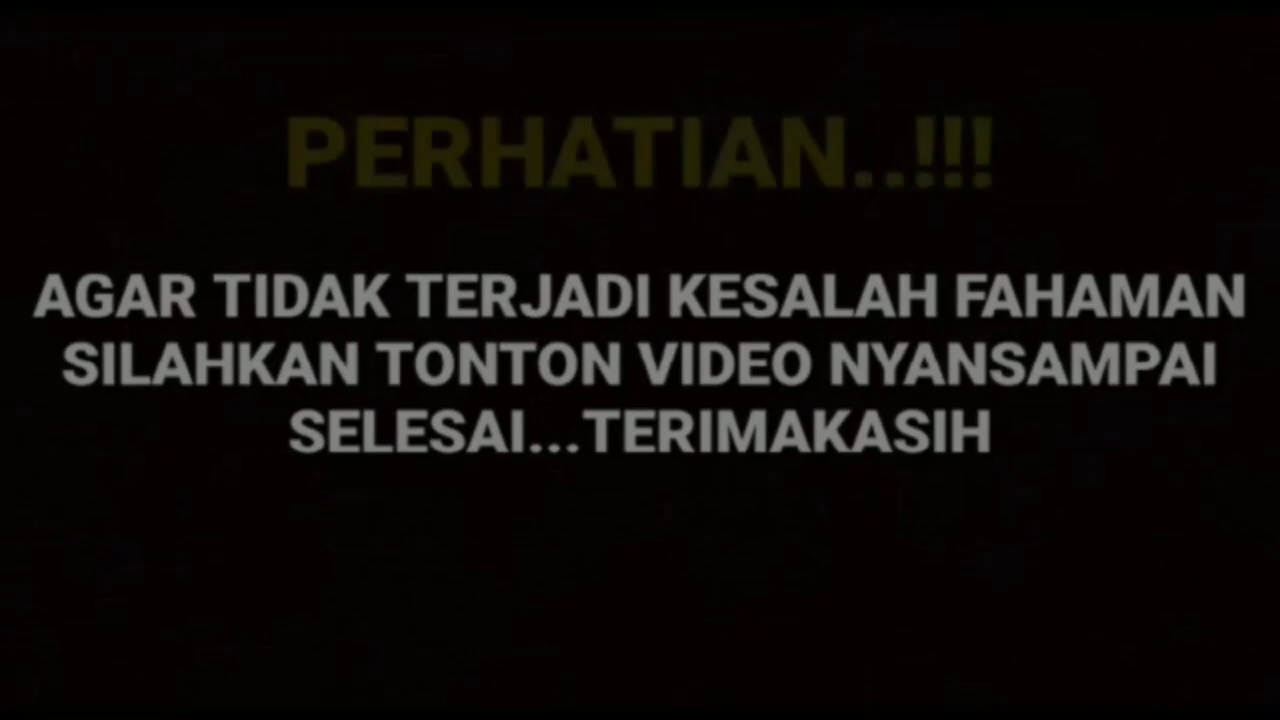 PERHATIAN..!!!
AGAR TIDAK TERJADI KESALAH FAHAMAN
SILAHKAN TONTON VIDEO NYANSAMPAI
SELESAI...TERIMAKASIH